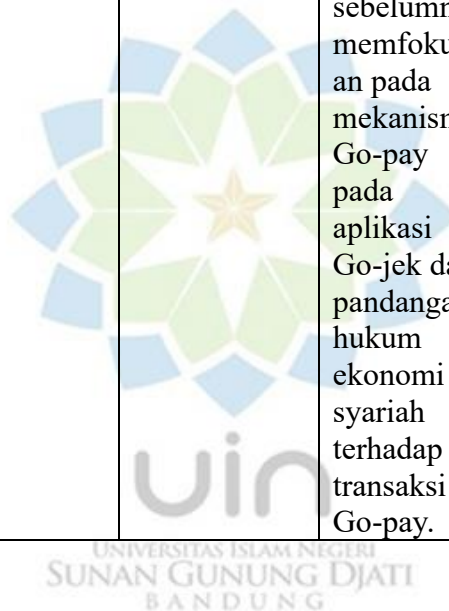 sebelumn
memfoku
an pada
mekanism
Go-pay
pada
aplikasi
Go-jek da
pandanga
hukum
ekonomi
syariah
terhadap
transaksi
Go-pay.
uin
UNIVERSITAS ISLAM NEGERI
SUNAN GUNUNG DJATI
BANDUNG